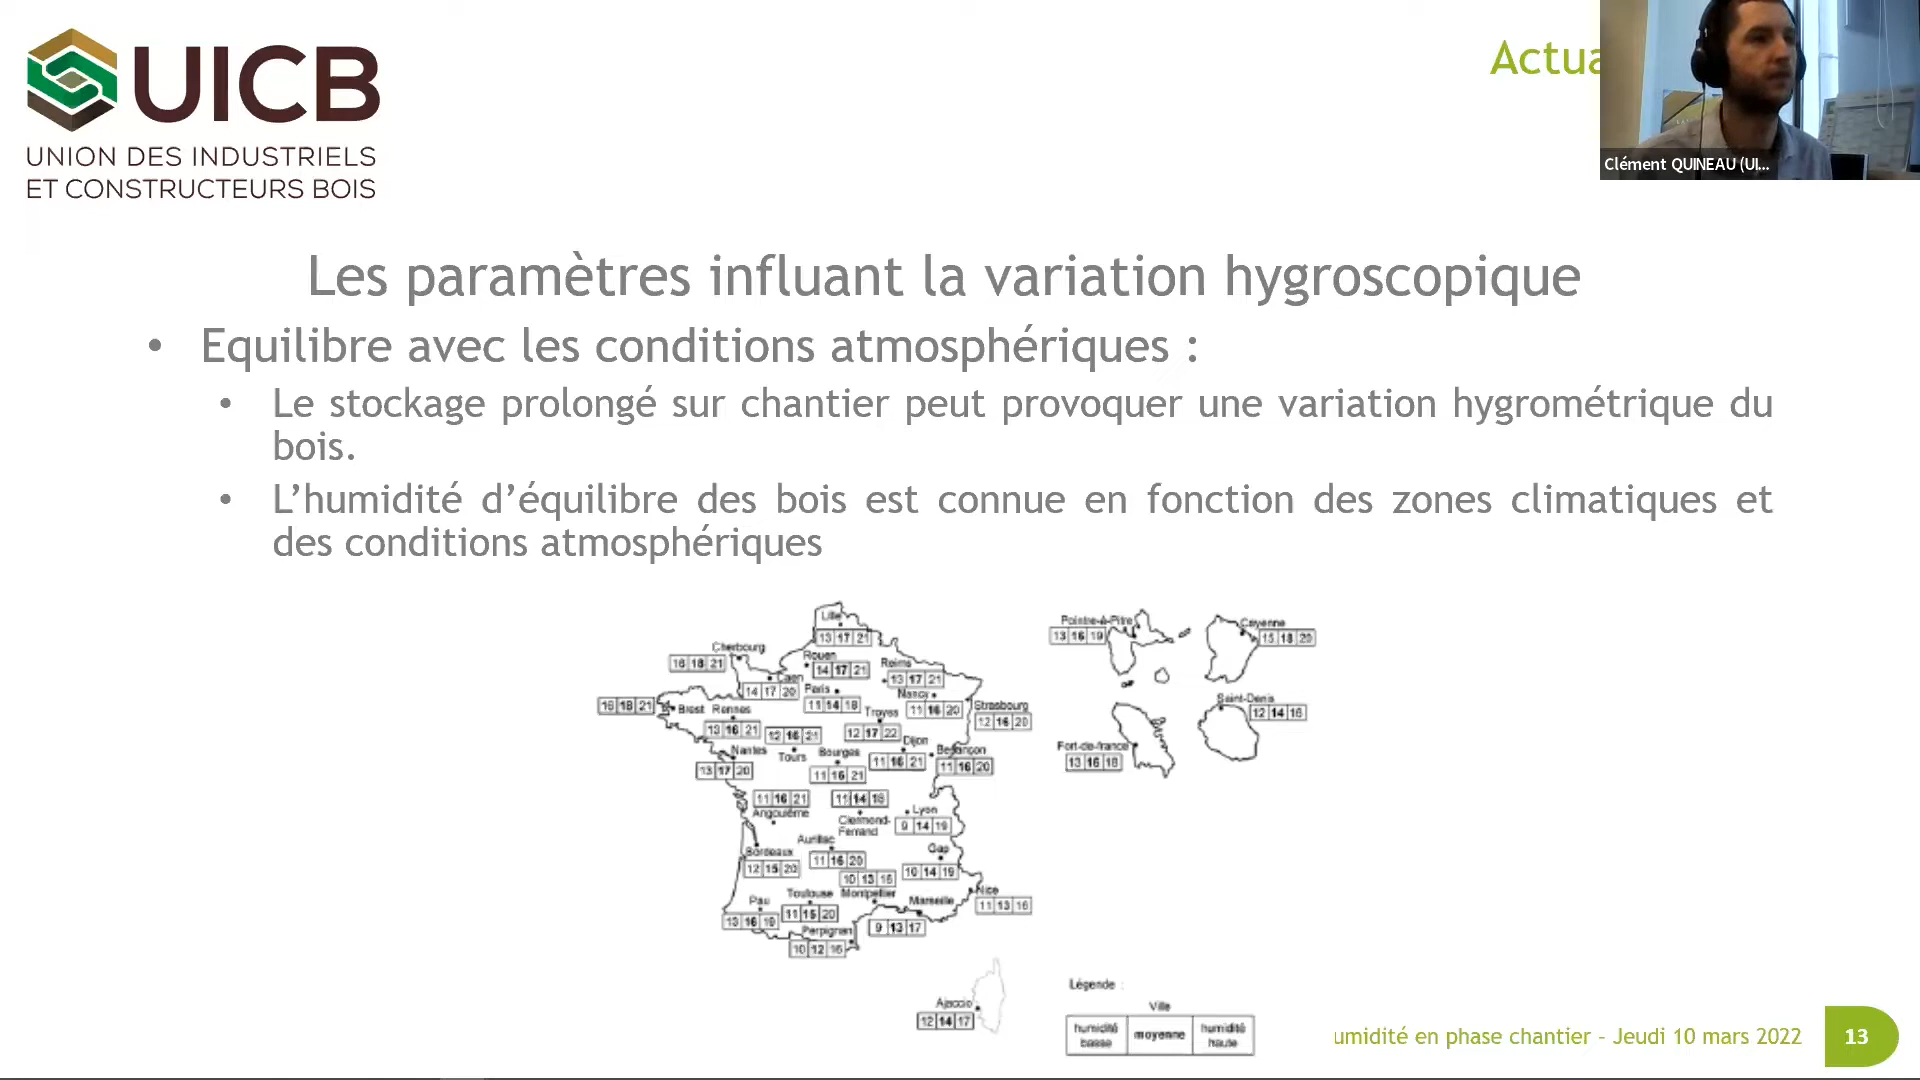 UICB
UNION DES INDUSTRIELS
ET CONSTRUCTEURS BOIS
Actua
Clément QUINEAU (UI...
Les paramètres influant la variation hygroscopique
• Equilibre avec les conditions atmosphériques :
• Le stockage prolongé sur chantier peut provoquer une variation hygrométrique du
bois.
• L’humidité d’équilibre des bois est connue en fonction des zones climatiques et
des conditions atmosphériques
Lille
13 17 21
Cherbourg
16 18 21
Rouen
14 17 21
Reims
13 17 21
Caen
14 17 20
Paris
11 14 18
Nancy
11 16 20
Strasbourg
12 16 20
16 18 21
Brest
Rennes
13 16 21
12 16 21
Tours
Troyes
12 17 22
Dijon
11 16 21
Besançon
11 16 20
Nantes
13 17 20
Bourges
11 16 21
11 16 21
Angoulême
11 14 18
Clermond-
Ferrand
Lyon
9 14 19
Bordeaux
12 15 20
Aurillac
11 16 20
Gap
10 14 19
Montpellier
Nice
11 13 16
Pau
13 16 19
Toulouse
11 15 20
Marseille
9 13 17
Perpignan
10 12 16
Ajaccio
12 14 17
Pointre-à-Pitre
13 16 19
Cayenne
15 18 20
Saint-Denis
12 14 16
Fort-de-france
13 16 18
Légende :
Ville
humidité
basse
moyenne
humidité
haute
umidité en phase chantier – Jeudi 10 mars 2022
13